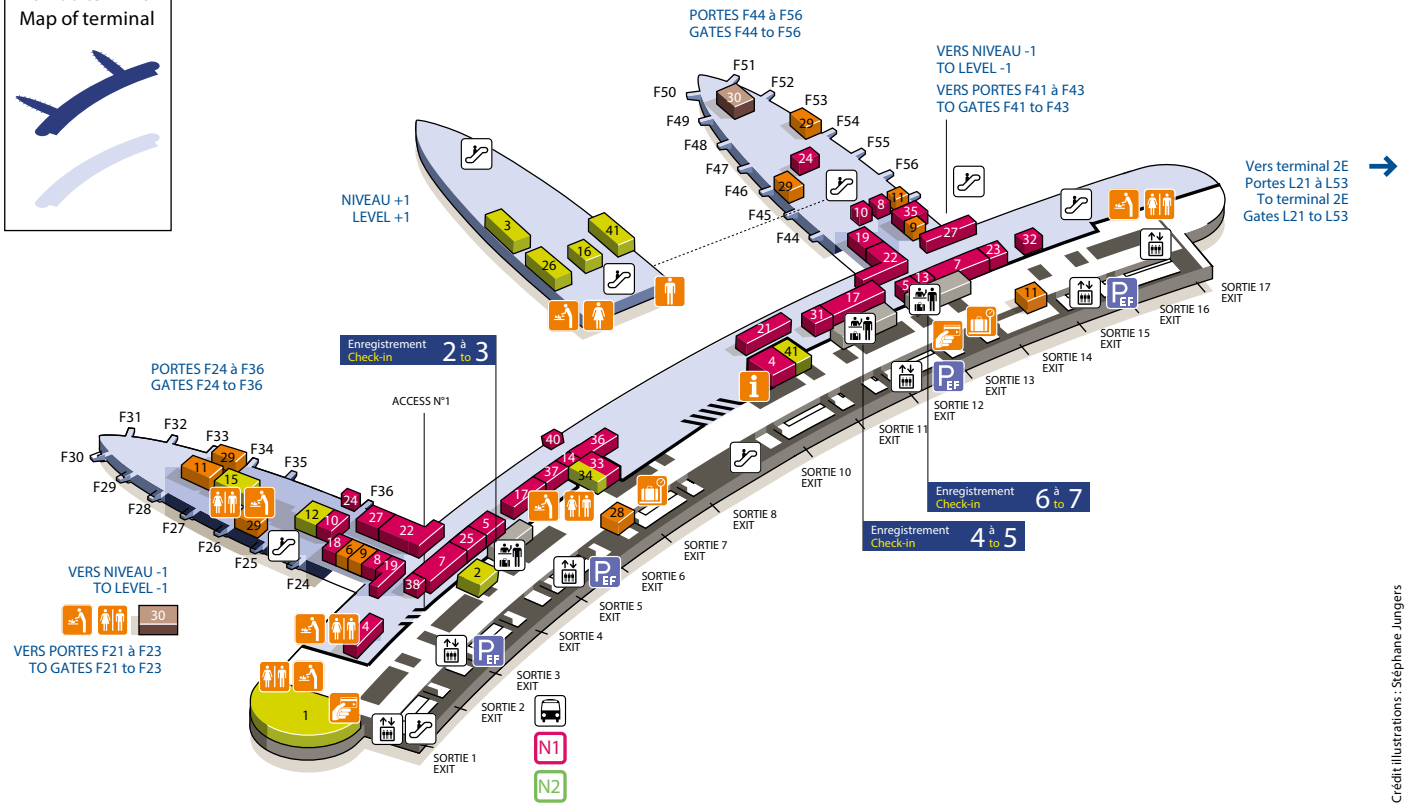 Map of terminal
PORTES F44 à F56
GATES F44 to F56
VERS NIVEAU -1
TO LEVEL -1
VERS PORTES F41 à F43
TO GATES F41 to F43
Vers terminal 2E
Portes L21 à L53
To terminal 2E
Gates L21 to L53
NIVEAU +1
LEVEL +1
3
26
16
41
F51
F50
F52
F49
F53
F48
F54
F47
F55
F46
F56
F45
F44
30
29
24
29
11
8
10
35
9
19
22
27
23
32
7
13
5
17
31
21
41
4
11
PEF
SORTIE 17
EXIT
SORTIE 16
EXIT
SORTIE 15
EXIT
SORTIE 14
EXIT
SORTIE 13
EXIT
PEF
SORTIE 12
EXIT
SORTIE 11
EXIT
SORTIE 10
EXIT
SORTIE 8
EXIT
SORTIE 7
EXIT
SORTIE 6
EXIT
SORTIE 5
EXIT
SORTIE 4
EXIT
SORTIE 3
EXIT
SORTIE 2
EXIT
SORTIE 1
EXIT
Enregistrement
Check-in
2 à to 3
Enregistrement
Check-in
6 à to 7
Enregistrement
Check-in
4 à to 5
PORTES F24 à F36
GATES F24 to F36
ACCESS N°1
F31
F32
F33
F34
F35
F36
F30
F29
F28
F27
F26
F25
F24
11
29
15
29
12
10
24
27
22
18
6
9
8
19
38
7
25
5
17
37
14
36
33
34
40
28
2
4
1
PEF
PEF
VERS NIVEAU -1
TO LEVEL -1
30
VERS PORTES F21 à F23
TO GATES F21 to F23
N1
N2
Crédit illustrations : Stéphane Jungers